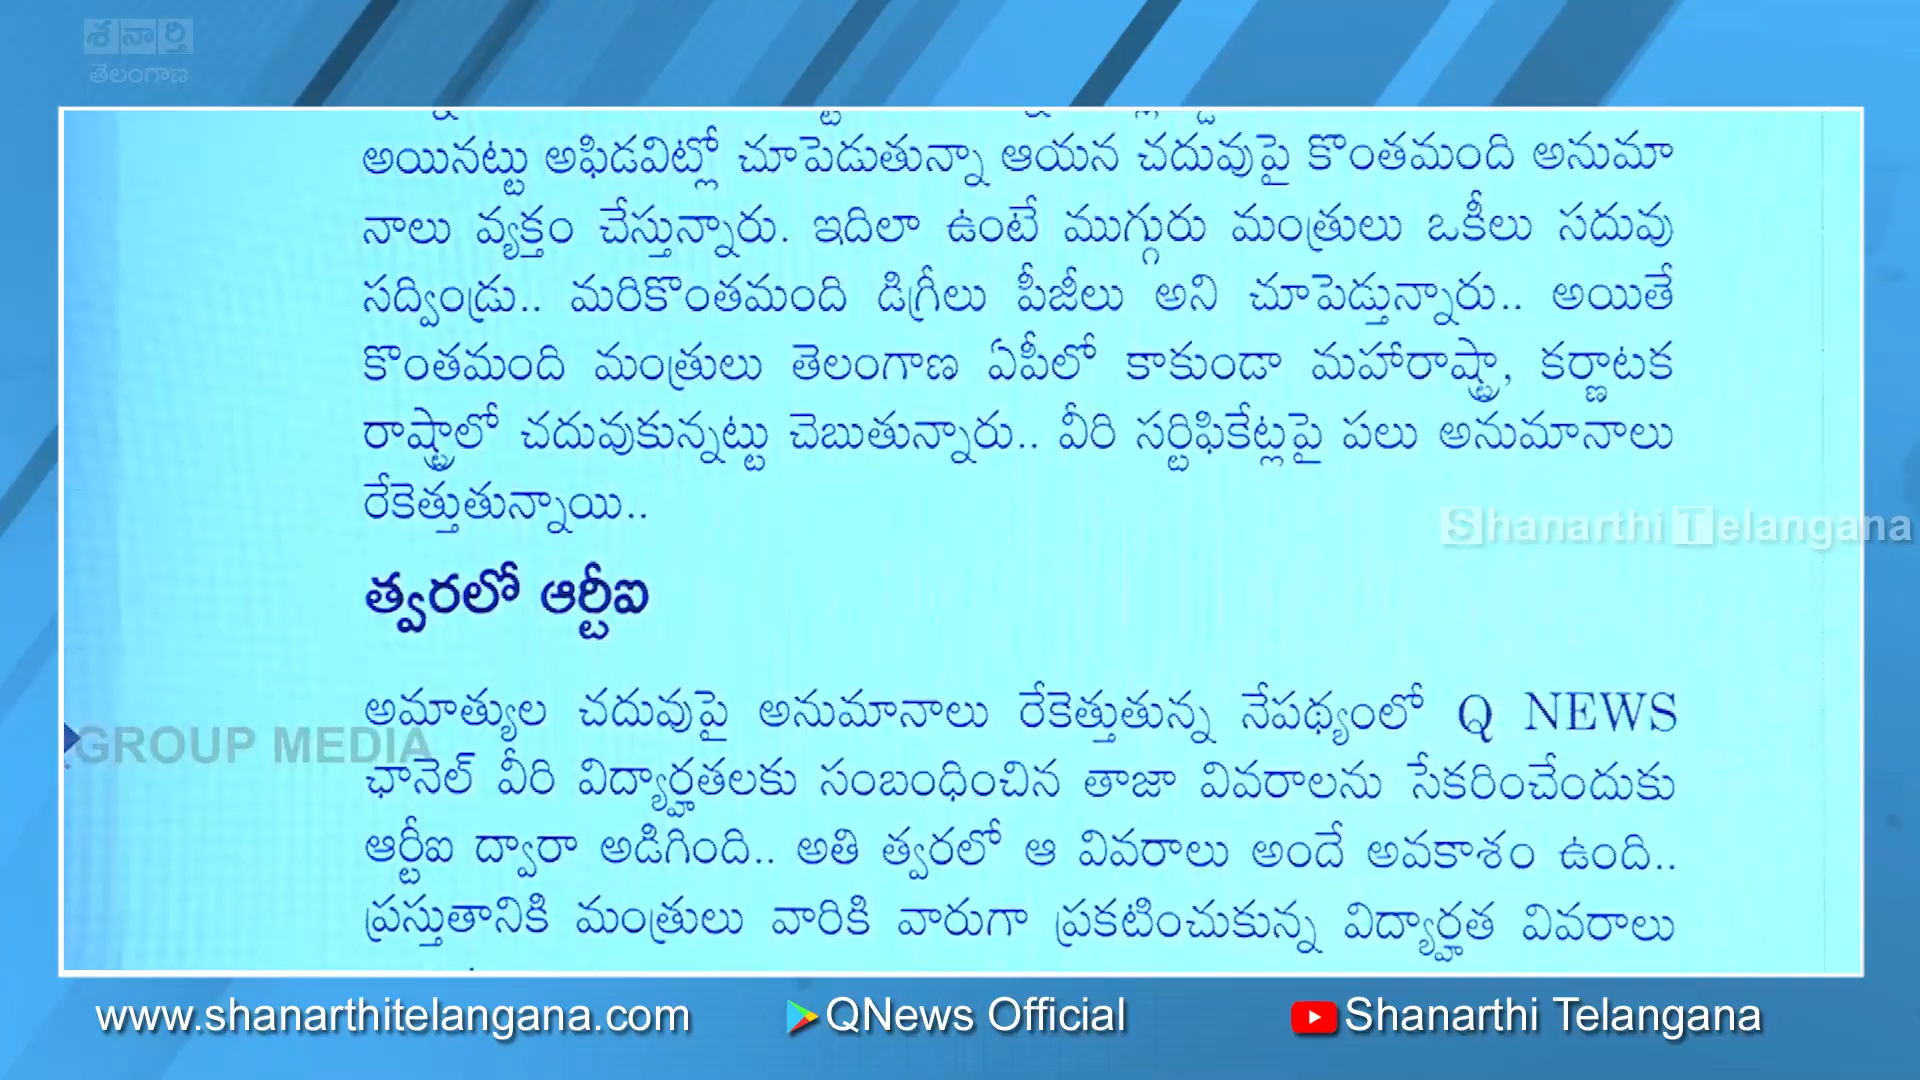 శేనార్తి
తెలంగాణ
అయినట్టు అఫిడవిట్లో చూపెడుతున్నా ఆయన చదువుపై కొంతమంది అనుమా
నాలు వ్యక్తం చేస్తున్నారు. ఇదిలా ఉంటే ముగ్గురు మంత్రులు ఒకీలు సదువు
సద్విండ్రు.. మరికొంతమంది డిగ్రీలు పీజీలు అని చూపెడ్తున్నారు.. అయితే
కొంతమంది మంత్రులు తెలంగాణ ఏపీలో కాకుండా మహారాష్ట్రా, కర్ణాటక
రాష్ట్రాలో చదువుకున్నట్టు చెబుతున్నారు.. వీరి సర్టిఫికేట్లపై పలు అనుమానాలు
రేకెత్తుతున్నాయి..
Shanarthi Telangana
త్వరలో ఆర్టీఐ
అమాత్యుల చదువుపై అనుమానాలు రేకెత్తుతున్న నేపథ్యంలో Q NEWS
GROUP MEDIA
ఛానెల్ వీరి విద్యార్హతలకు సంబంధించిన తాజా వివరాలను సేకరించేందుకు
ఆర్టీఐ ద్వారా అడిగింది.. అతి త్వరలో ఆ వివరాలు అందే అవకాశం ఉంది..
ప్రస్తుతానికి మంత్రులు వారికి వారుగా ప్రకటించుకున్న విద్యార్హత వివరాలు
www.shanarthitelangana.com QNews Official Shanarthi Telangana